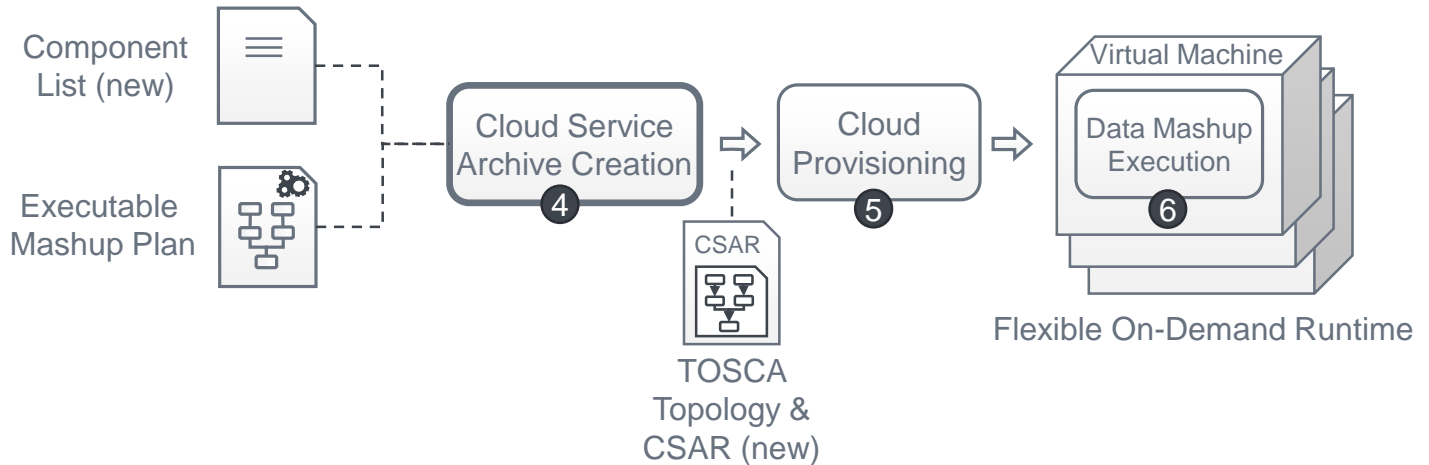 Component
List (new)
Executable
Mashup Plan
Cloud Service
Archive Creation
4
CSAR
TOSCA
Topology &
CSAR (new)
Cloud
Provisioning
5
Virtual Machine
Data Mashup
Execution
6
Flexible On-Demand Runtime